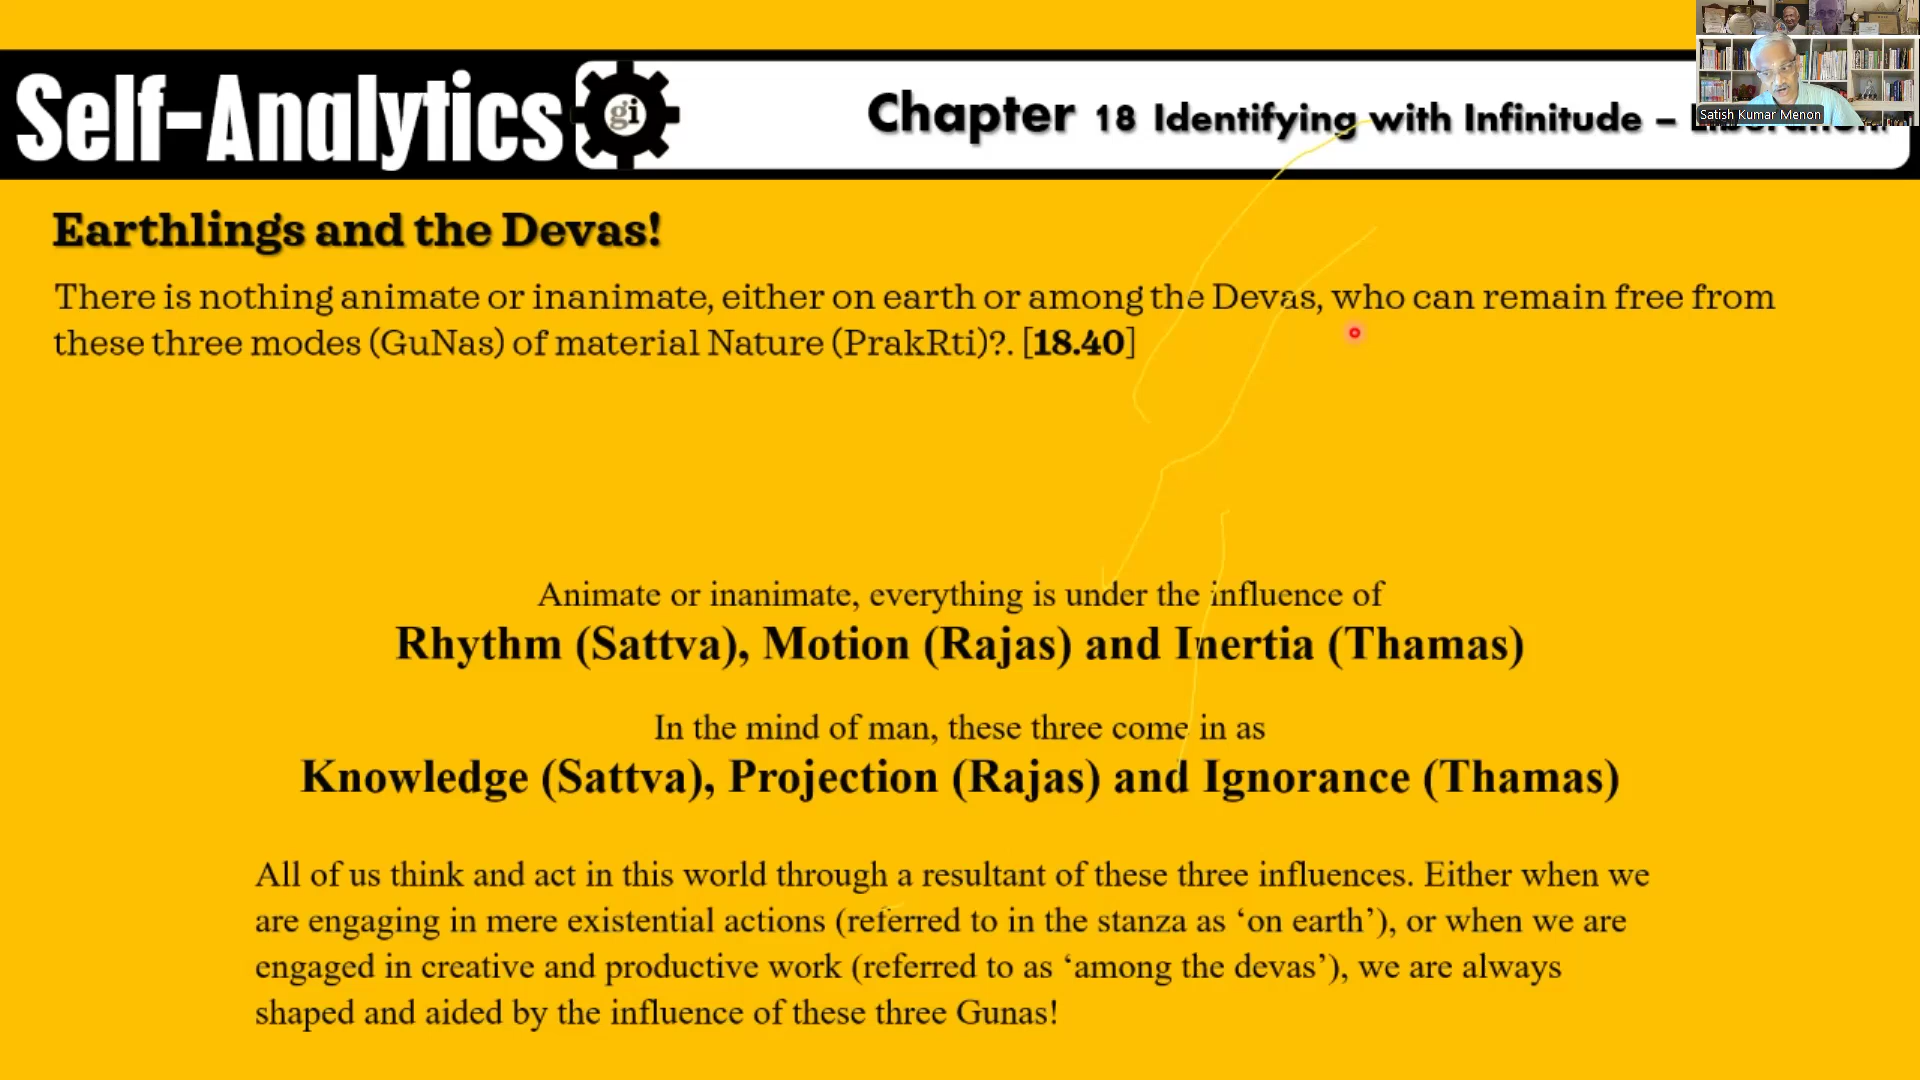 Self-Analytics
gi
Chapter 18 Identifying with Infinitude –
Satish Kumar Menon
Earthlings and the Devas!
There is nothing animate or inanimate, either on earth or among the Devas, who can remain free from
these three modes (GuNas) of material Nature (PrakRti)?. [18.40]
Animate or inanimate, everything is under the influence of
Rhythm (Sattva), Motion (Rajas) and Inertia (Thamas)
In the mind of man, these three come in as
Knowledge (Sattva), Projection (Rajas) and Ignorance (Thamas)
All of us think and act in this world through a resultant of these three influences. Either when we
are engaging in mere existential actions (referred to in the stanza as ‘on earth’), or when we are
engaged in creative and productive work (referred to as ‘among the devas’), we are always
shaped and aided by the influence of these three Gunas!